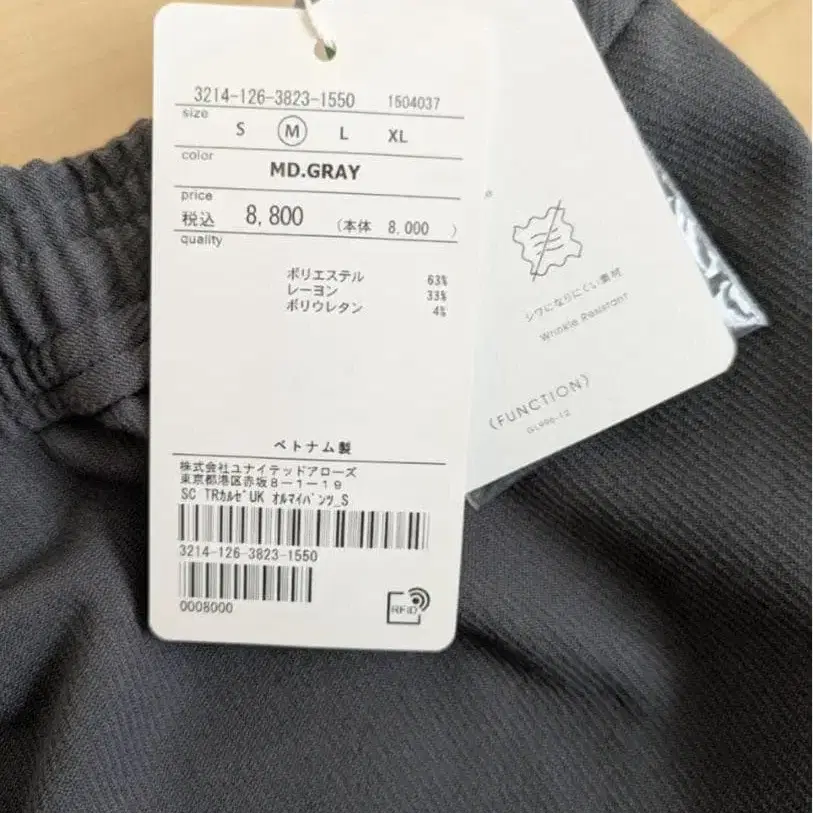 3214-126-3823-1550 1504037
size
S M L XL
color
MD.GRAY
price
税込 8,800 (本体 8,000 )
quality
ポリエステル 63%
レーヨン 33%
ポリウレタン 4%
ベトナム製
株式会社ユナイテッドアローズ
東京都港区赤坂8-1-19
SC TRカルゼUK オルマイパンツ_S
3214-126-3823-1550
0008000
RFID
シワになりにくい素材
Wrinkle Resistant
(FUNCTION)
GL996-12